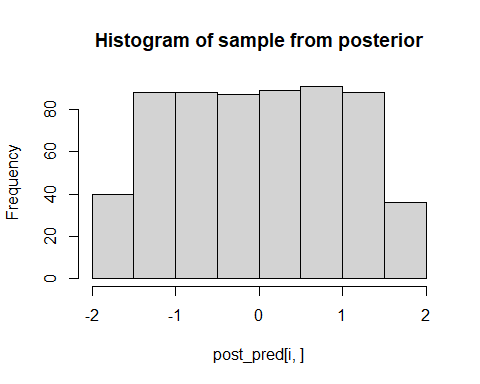 Histogram of sample from posterior
Frequency
80
60
40
20
0
-2 -1 0 1 2
post_pred[i, ]